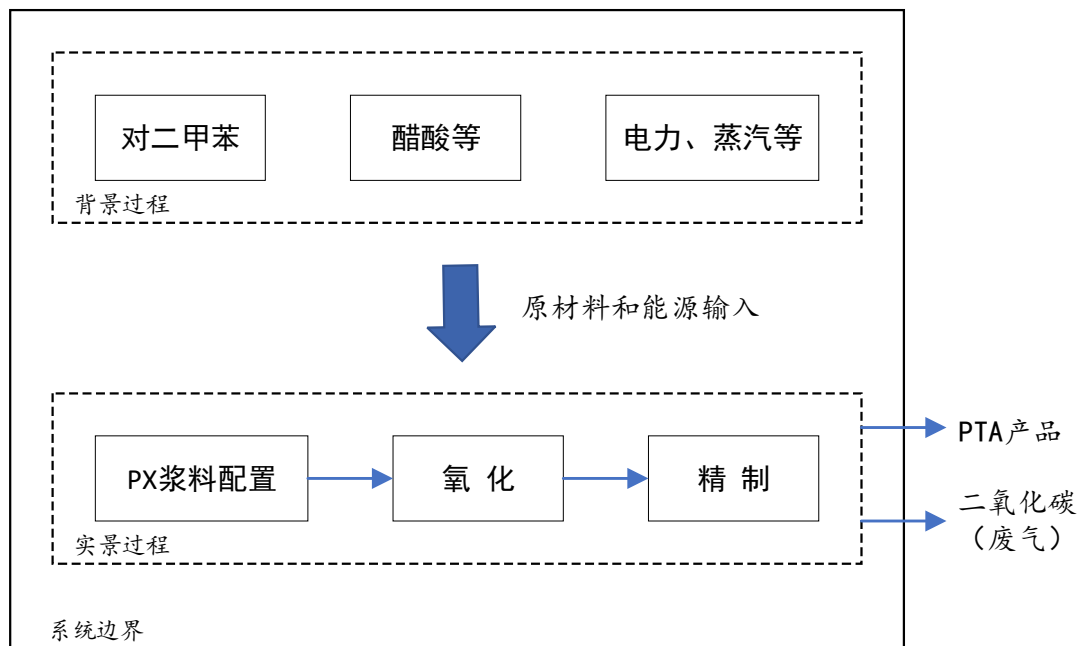 对二甲苯
醋酸等
电力、蒸汽等
背景过程
原材料和能源输入
PX浆料配置
氧 化
精 制
实景过程
PTA产品
二氧化碳
（废气）
系统边界